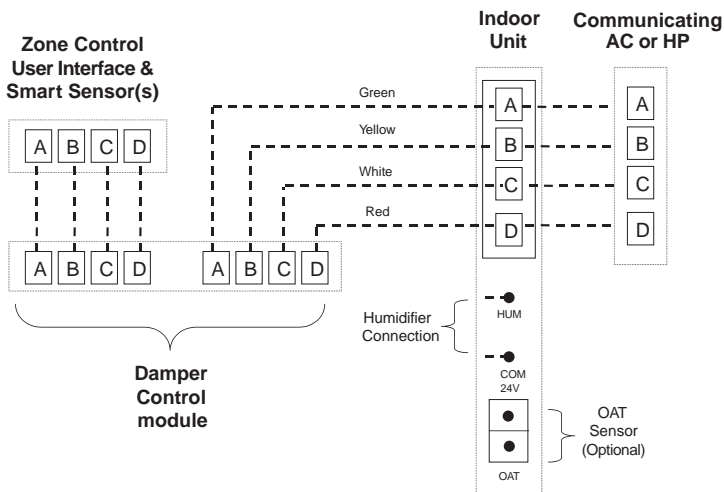 Indoor
Unit
Communicating
AC or HP
Zone Control
User Interface &
Smart Sensor(s)
A B C D
Green
Yellow
White
Red
A
B
C
D
A
B
C
D
A B C D
A B C D
Damper
Control
module
Humidifier
Connection
HUM
COM
24V
OAT
Sensor
(Optional)
OAT